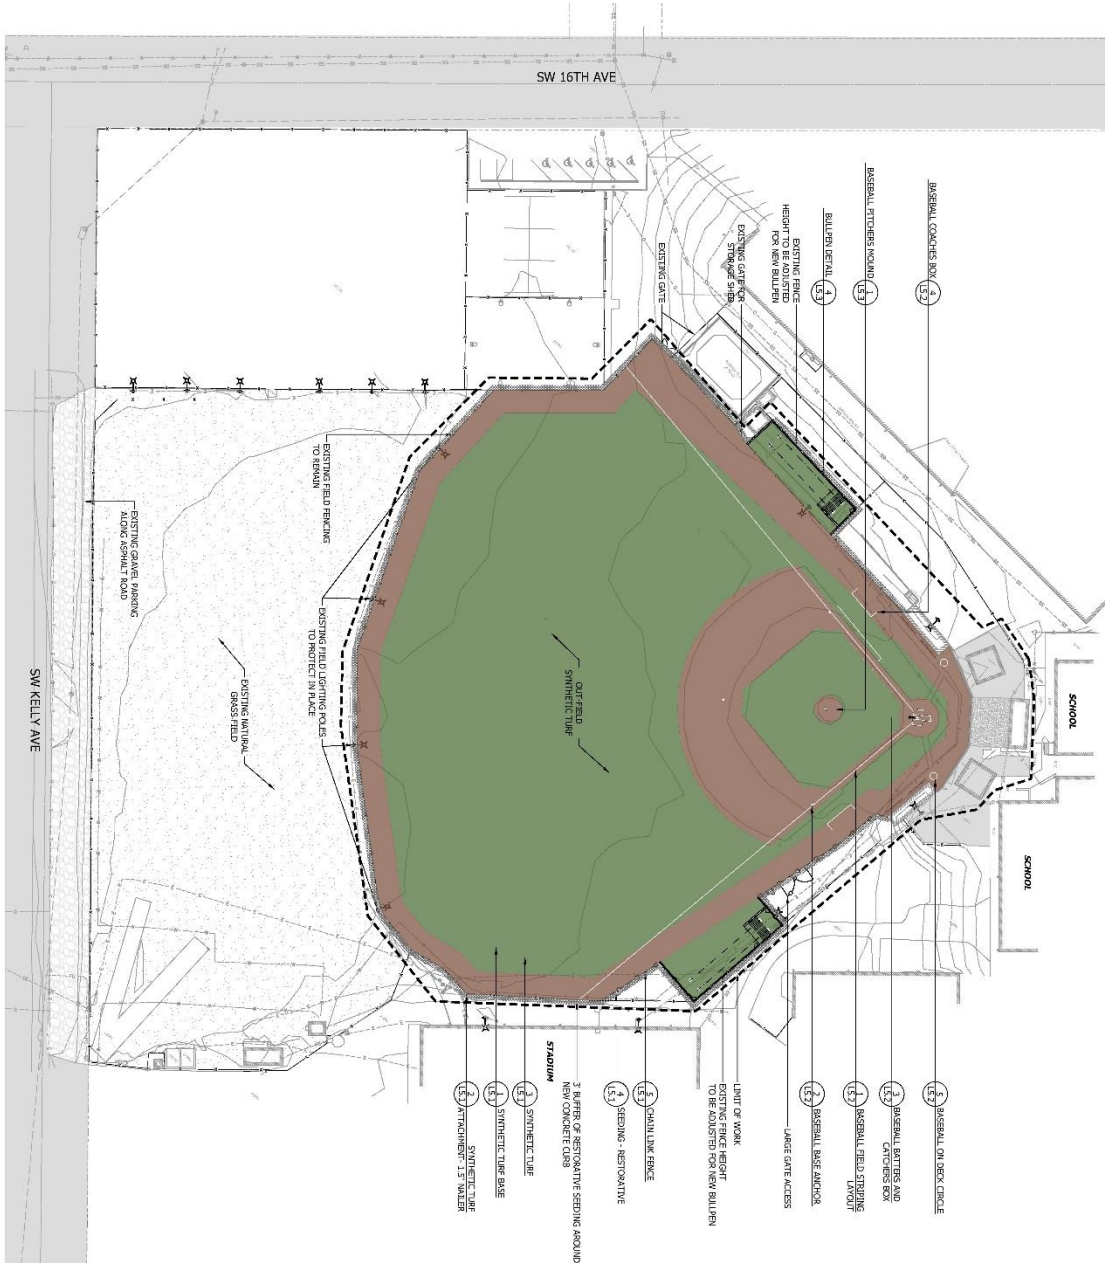 SW 16TH AVE
SW KELLY AVE
BASEBALL COACHES BOX
4
L5.2
BASEBALL PITCHERS MOUND
1
L5.3
BULLPEN DETAIL
4
L5.3
EXISTING FENCE
HEIGHT TO BE ADJUSTED
FOR NEW BULLPEN
EXISTING GATE FOR
STORAGE SHED
EXISTING GATE
EXISTING FIELD FENCING
TO REMAIN
EXISTING GRAVEL PARKING
ALONG ASPHALT ROAD
EXISTING FIELD LIGHTING POLES
TO PROTECT IN PLACE
EXISTING NATURAL
GRASS FIELD
OUT-FIELD
SYNTHETIC TURF
SCHOOL
SCHOOL
STADIUM
5
L5.2
BASEBALL ON DECK CIRCLE
3
L5.2
BASEBALL BATTERS AND
CATCHERS BOX
1
L5.2
BASEBALL FIELD STRIPING
LAYOUT
2
L5.2
BASEBALL BASE ANCHOR
LARGE GATE ACCESS
LIMIT OF WORK
EXISTING FENCE HEIGHT
TO BE ADJUSTED FOR NEW BULLPEN
5
L5.1
CHAIN LINK FENCE
4
L5.1
SEEDING - RESTORATIVE
3' BUFFER OF RESTORATIVE SEEDING AROUND
NEW CONCRETE CURB
3
L5.1
SYNTHETIC TURF
1
L5.1
SYNTHETIC TURF BASE
2
L5.1
SYNTHETIC TURF
ATTACHMENT- 1.5" NAILER